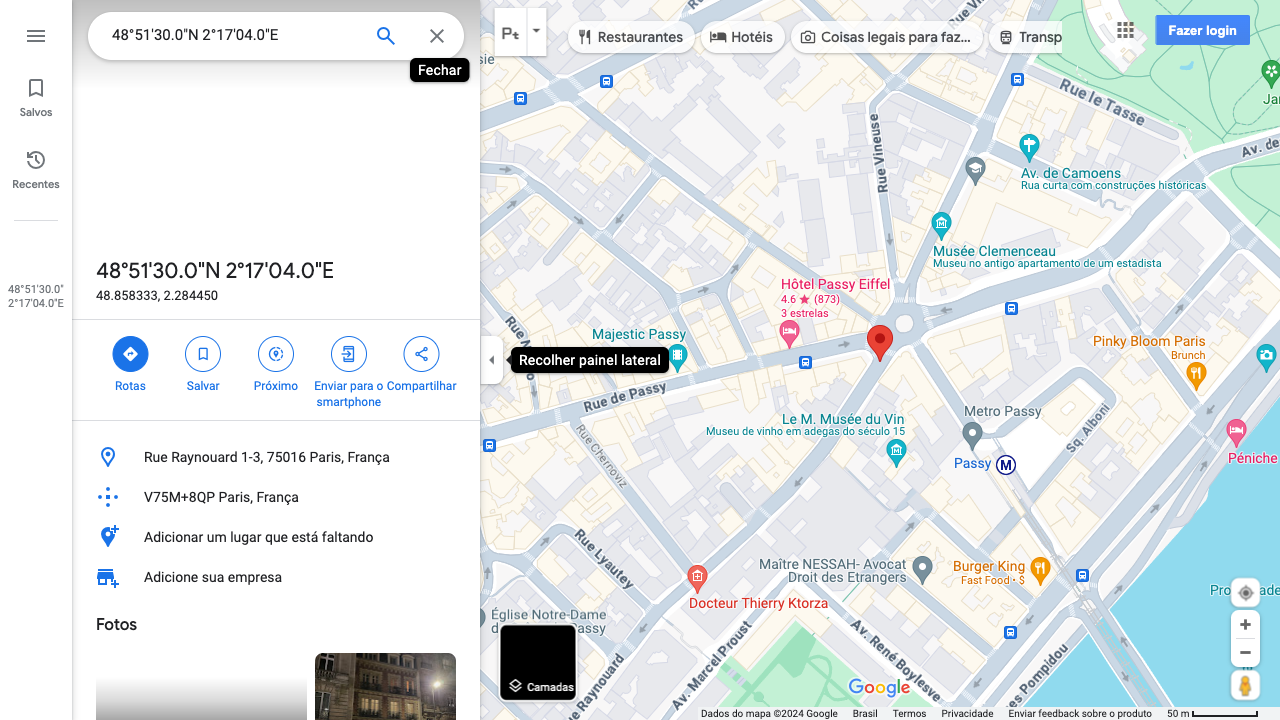 48°51'30.0"N 2°17'04.0"E
Fechar
Salvos
Recentes
48°51'30.0"
2°17'04.0"E
48°51'30.0"N 2°17'04.0"E
48.858333, 2.284450
Rotas
Salvar
Próximo
Enviar para o
smartphone
Compartilhar
Rue Raynouard 1-3, 75016 Paris, França
V75M+8QP Paris, França
Adicionar um lugar que está faltando
Adicione sua empresa
Fotos
Recolher painel lateral
Restaurantes
Hotéis
Coisas legais para faz...
Transp
Fazer login
sie
Rue le Tasse
Jar
Av. de
Rue Vineuse
Av. de Camoens
Rua curta com construções históricas
Musée Clemenceau
Museu no antigo apartamento de um estadista
Hôtel Passy Eiffel
4.6 ★ (873)
3 estrelas
Majestic Passy
Pinky Bloom Paris
Brunch
Rue de Passy
Le M. Musée du Vin
Museu de vinho em adegas do século 15
Metro Passy
Sq. Alboni
Rue Chernoviz
Passy
M
Péniche
Rue Lyautey
Maître NESSAH- Avocat
Droit des Etrangers
Burger King
Fast Food · $
Docteur Thierry Ktorza
Église Notre-Dame
Av. Marcel Proust
Av. René Boylesve
Camadas
Google
Dados do mapa ©2024 Google
Brasil
Termos
Privacidade
Enviar feedback sobre o produto
50 m